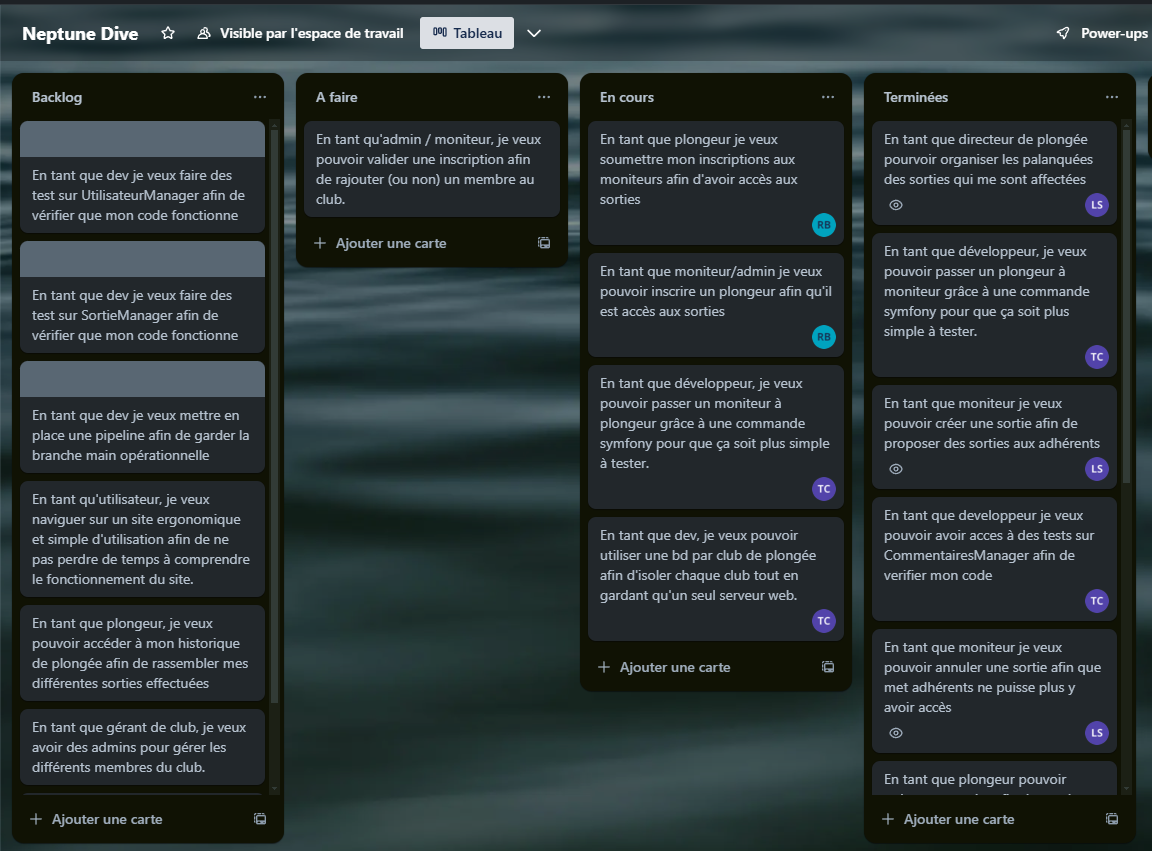 Neptune Dive
Visible par l'espace de travail
Tableau
Power-ups
Backlog
En tant que dev je veux faire des
test sur UtilisateurManager afin de
vérifier que mon code fonctionne
En tant que dev je veux faire des
test sur SortieManager afin de
vérifier que mon code fonctionne
En tant que dev je veux mettre en
place une pipeline afin de garder la
branche main opérationnelle
En tant qu'utilisateur, je veux
naviguer sur un site ergonomique
et simple d'utilisation afin de ne
pas perdre de temps à comprendre
le fonctionnement du site.
En tant que plongeur, je veux
pouvoir accéder à mon historique
de plongée afin de rassembler mes
différentes sorties effectuées
En tant que gérant de club, je veux
avoir des admins pour gérer les
différents membres du club.
Ajouter une carte
A faire
En tant qu'admin / moniteur, je veux
pouvoir valider une inscription afin
de rajouter (ou non) un membre au
club.
Ajouter une carte
En cours
En tant que plongeur je veux
soumettre mon inscriptions aux
moniteurs afin d'avoir accès aux
sorties
RB
En tant que moniteur/admin je veux
pouvoir inscrire un plongeur afin qu'il
est accès aux sorties
RB
En tant que développeur, je veux
pouvoir passer un moniteur à
plongeur grâce à une commande
symfony pour que ça soit plus simple
à tester.
TC
En tant que dev, je veux pouvoir
utiliser une bd par club de plongée
afin d'isoler chaque club tout en
gardant qu'un seul serveur web.
TC
Ajouter une carte
Terminées
En tant que directeur de plongée
pourvoir organiser les palanquées
des sorties qui me sont affectées
LS
En tant que développeur, je veux
pouvoir passer un plongeur à
moniteur grâce à une commande
symfony pour que ça soit plus
simple à tester.
TC
En tant que moniteur je veux
pouvoir créer une sortie afin de
proposer des sorties aux adhérents
LS
En tant que developpeur je veux
pouvoir avoir acces à des tests sur
CommentairesManager afin de
verifier mon code
TC
En tant que moniteur je veux
pouvoir annuler une sortie afin que
met adhérents ne puisse plus y
avoir accès
LS
En tant que plongeur pouvoir
Ajouter une carte